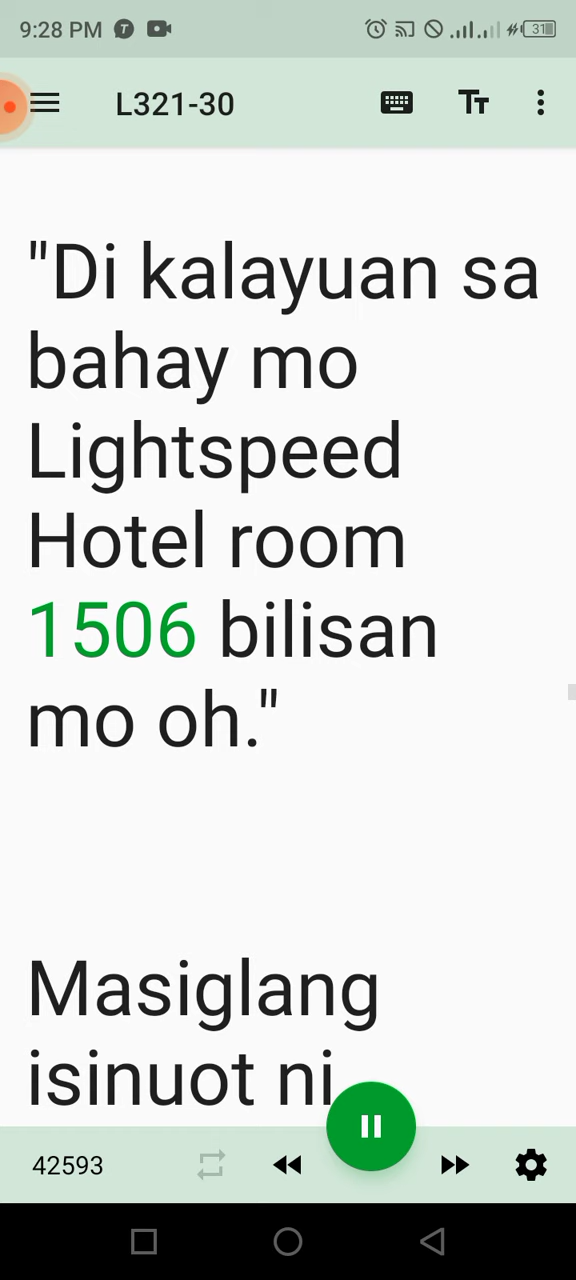 9:28 PM
31
L321-30
"Di kalayuan sa
bahay mo
Lightspeed
Hotel room
1506 bilisan
mo oh."
Masiglang
isinuot ni
42593